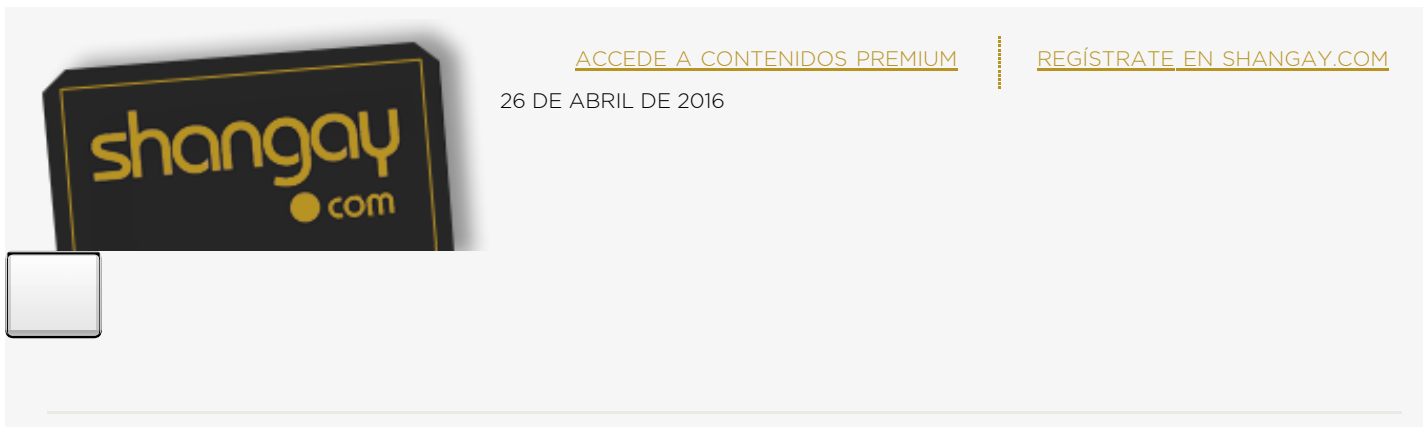 shangay
com
ACCEDE A CONTENIDOS PREMIUM
REGÍSTRATE EN SHANGAY.COM
26 DE ABRIL DE 2016